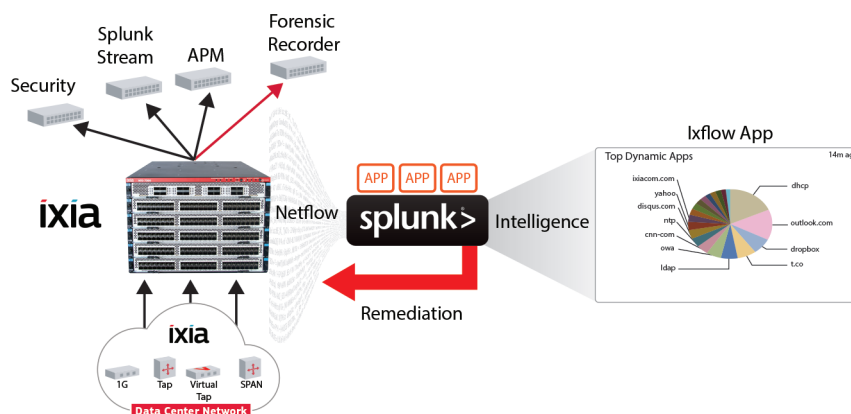 Forensic
Recorder
Splunk
Stream
APM
Security
Ixflow App
Top Dynamic Apps
14m ag
ixiacom.com
yahoo
disqus.com
ntp
cnn-com
owa
ldap
dhcp
outlook.com
dropbox
t.co
APP
APP
APP
ixia
Netflow
splunk>
Intelligence
Remediation
ixia
1G
Tap
Virtual
Tap
SPAN
Data Center Network